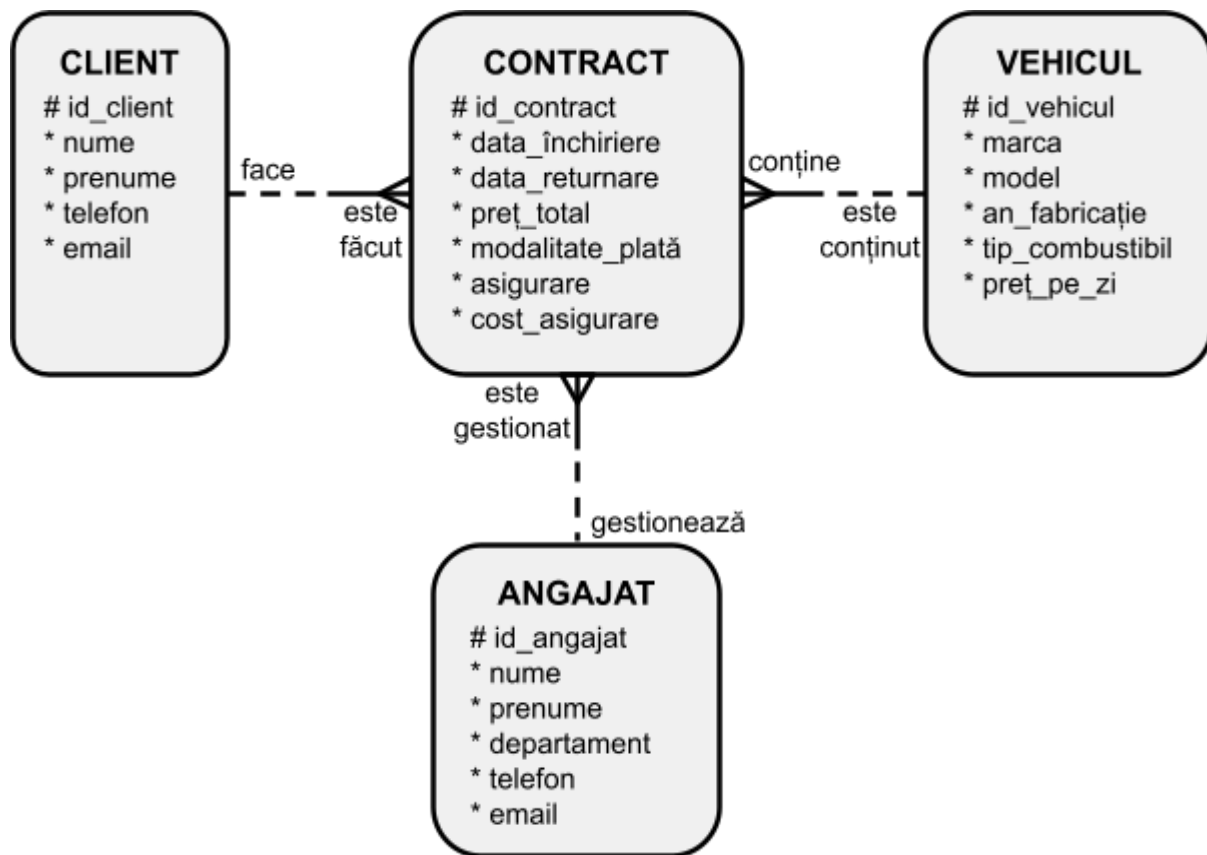 CLIENT
# id_client
* nume
* prenume
* telefon
* email
face
este
făcut
CONTRACT
# id_contract
* data_închiriere
* data_returnare
* preț_total
* modalitate_plată
* asigurare
* cost_asigurare
conține
este
conținut
VEHICUL
# id_vehicul
* marca
* model
* an_fabricație
* tip_combustibil
* preț_pe_zi
este
gestionat
gestionează
ANGAJAT
# id_angajat
* nume
* prenume
* departament
* telefon
* email